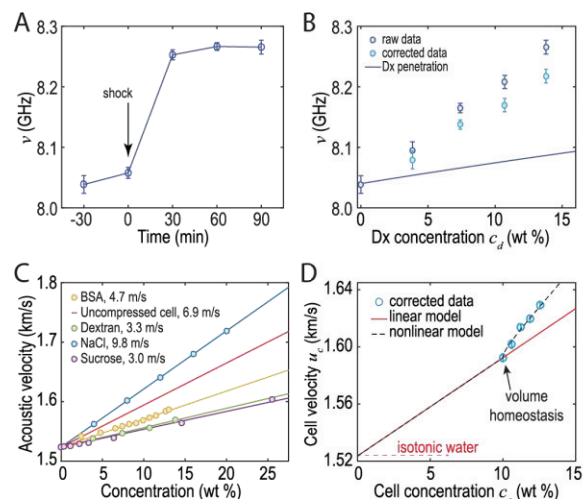 A
8.3
8.2
8.1
8.0
ν (GHz)
shock
-30
0
30
60
90
Time (min)
B
8.3
8.2
8.1
8.0
ν (GHz)
raw data
corrected data
Dx penetration
0
5
10
15
Dx concentration c_d (wt %)
C
1.8
1.7
1.6
1.5
Acoustic velocity (km/s)
BSA, 4.7 m/s
Uncompressed cell, 6.9 m/s
Dextran, 3.3 m/s
NaCl, 9.8 m/s
Sucrose, 3.0 m/s
0
5
10
15
20
25
Concentration (wt %)
D
1.64
1.60
1.56
1.52
Cell velocity u_c (km/s)
corrected data
linear model
nonlinear model
volume
homeostasis
isotonic water
0
5
10
15
Cell concentration c